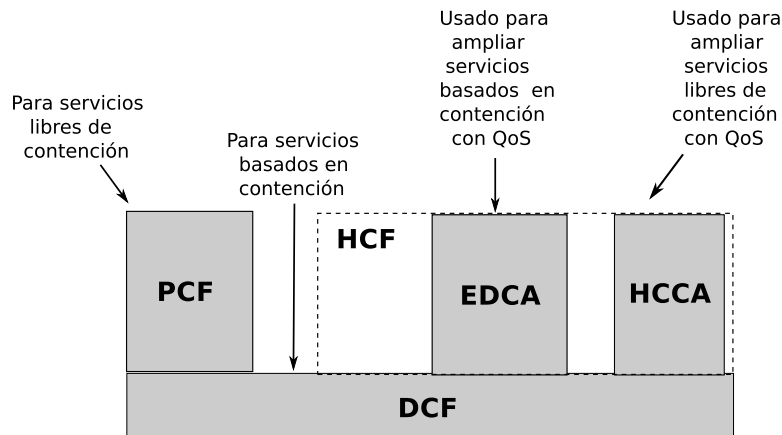 Usado para
ampliar
servicios
basados en
contención
con QoS
Usado para
ampliar
servicios
libres de
contención
con QoS
Para servicios
libres de
contención
Para servicios
basados en
contención
HCF
PCF
EDCA
HCCA
DCF